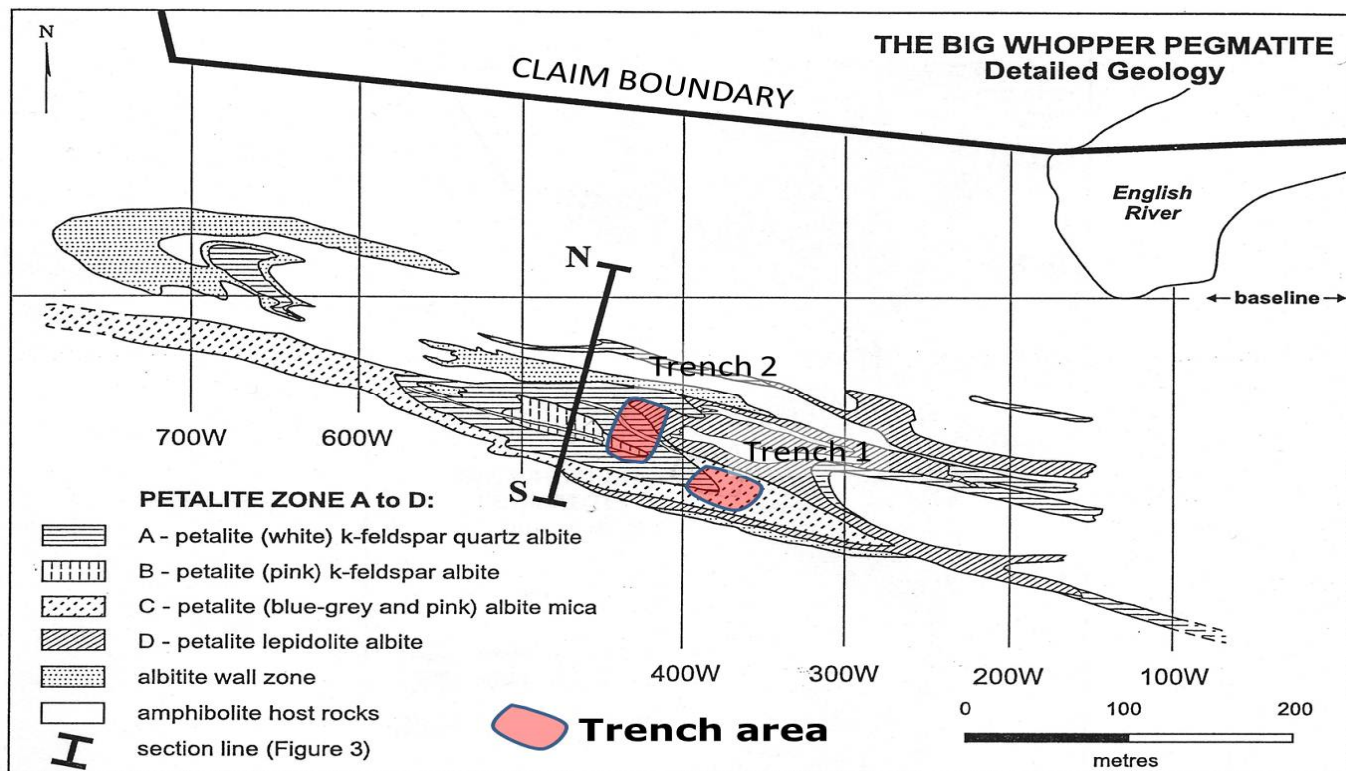 N
THE BIG WHOPPER PEGMATITE
Detailed Geology
CLAIM BOUNDARY
English
River
baseline
N
Trench 2
Trench 1
S
700W
600W
400W
300W
200W
100W
PETALITE ZONE A to D:
A - petalite (white) k-feldspar quartz albite
B - petalite (pink) k-feldspar albite
C - petalite (blue-grey and pink) albite mica
D - petalite lepidolite albite
albitite wall zone
amphibolite host rocks
section line (Figure 3)
Trench area
0 100 200
metres